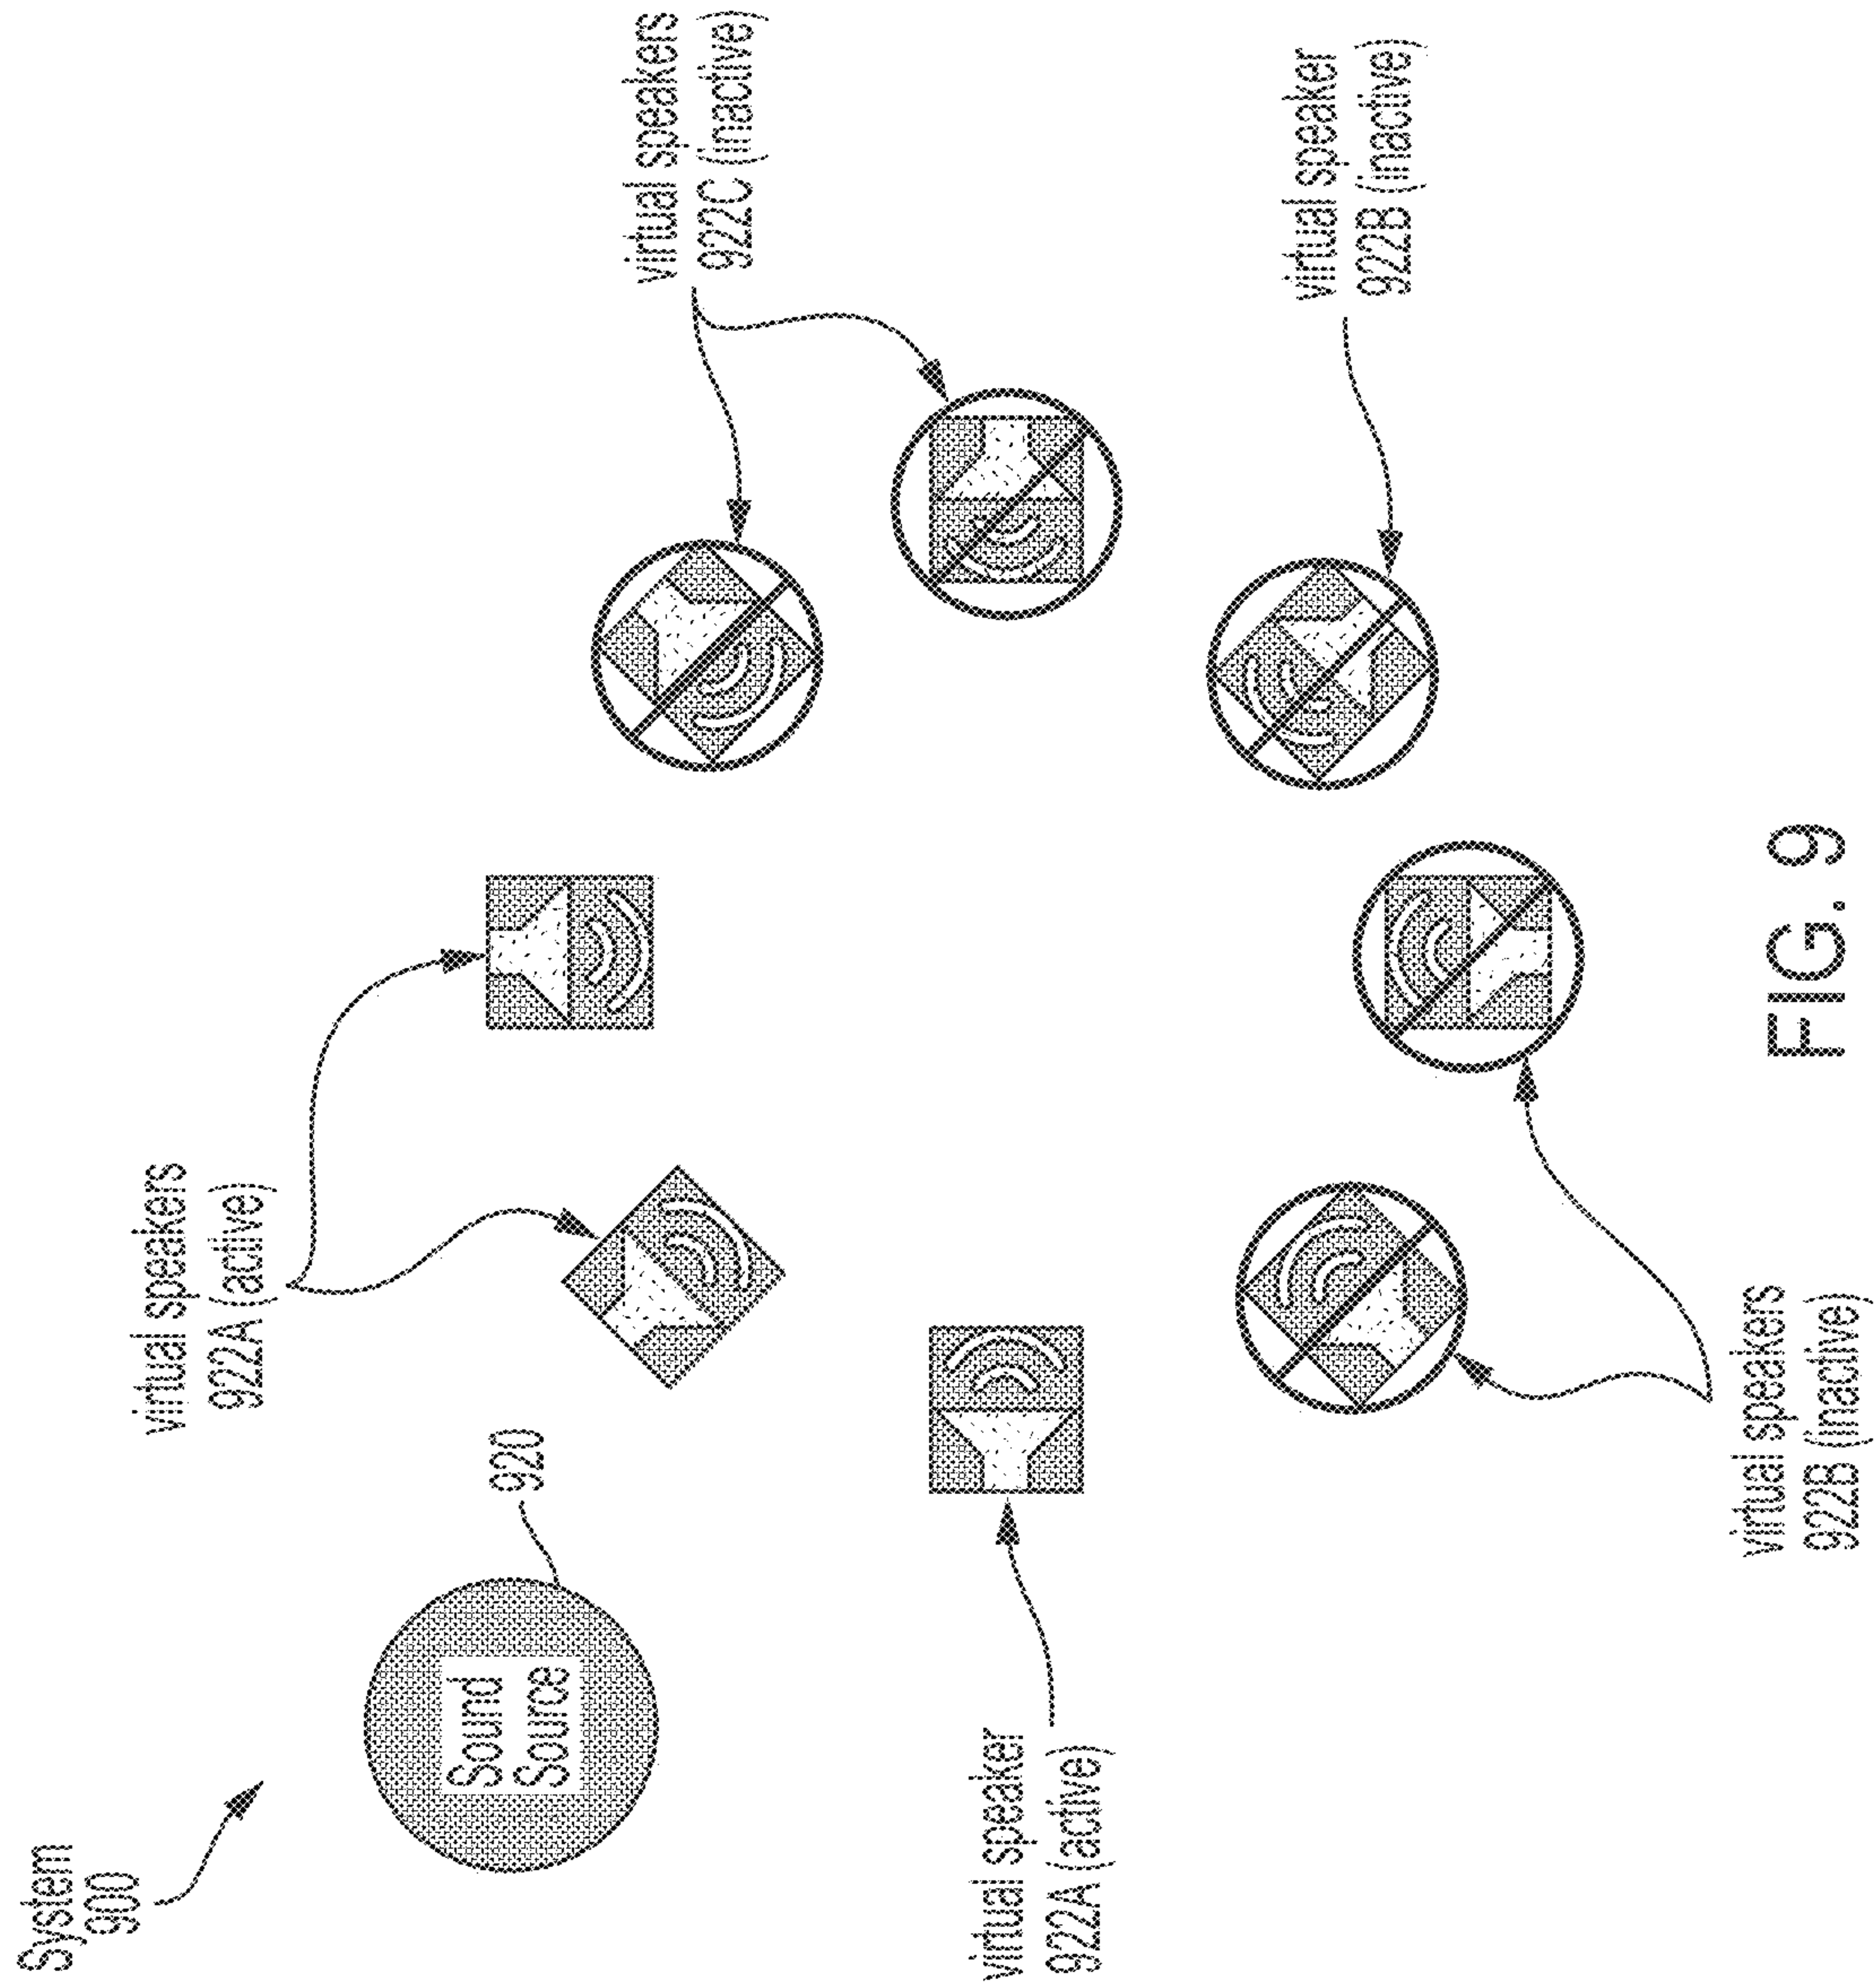 System
900
Sound
Source
920
virtual speakers
922A (active)
virtual speakers
922C (inactive)
virtual speaker
922A (active)
virtual speaker
922B (inactive)
virtual speakers
922B (inactive)
FIG. 9